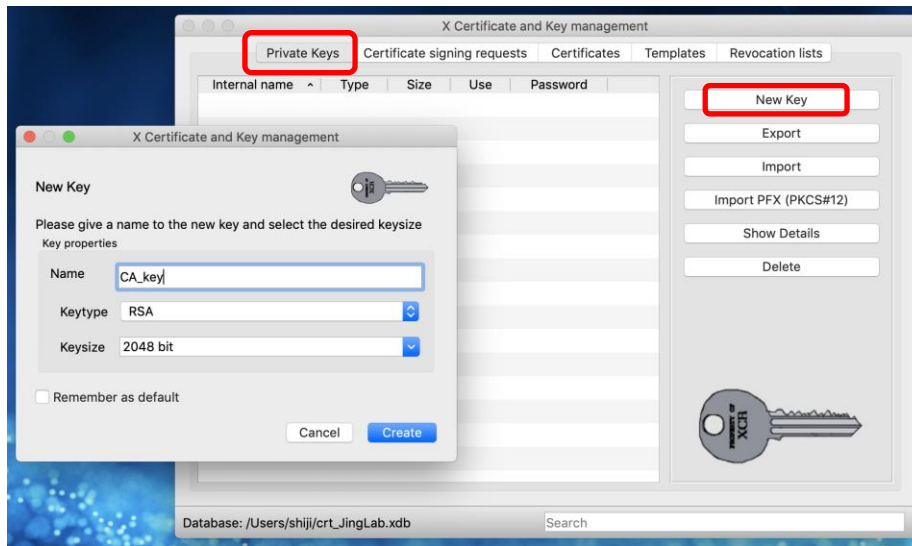 X Certificate and Key management
Private Keys Certificate signing requests Certificates Templates Revocation lists
Internal name Type Size Use Password
New Key
Export
Import
Import PFX (PKCS#12)
Show Details
Delete
PROPERTY OF
XCA
Database: /Users/shiji/crt_JingLab.xdb
Search
X Certificate and Key management
New Key
Please give a name to the new key and select the desired keysize
Key properties
Name CA_key
Keytype RSA
Keysize 2048 bit
Remember as default
Cancel Create